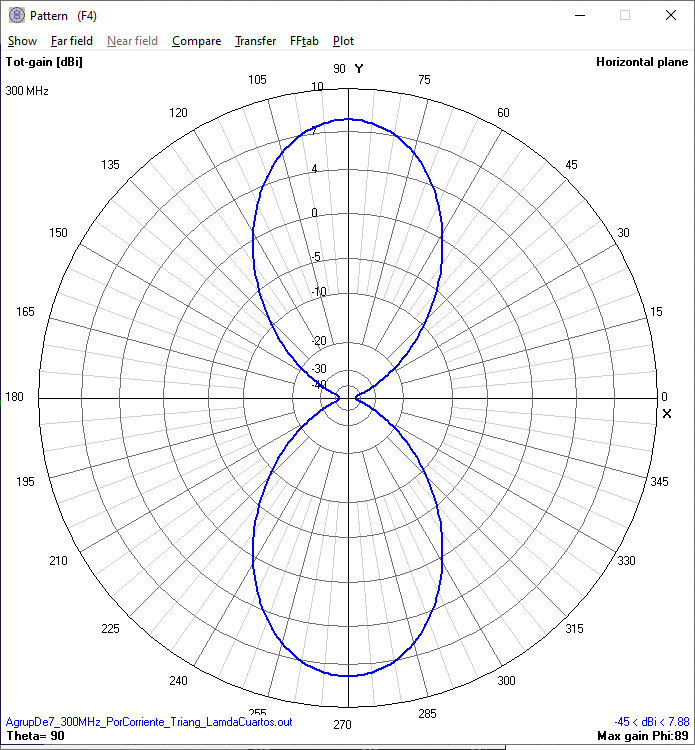 Pattern (F4)
Show Far field Near field Compare Transfer FFtab Plot
Tot-gain [dBi]
Horizontal plane
300 MHz
90 Y
105
75
120
60
135
45
150
30
165
15
180
0
X
195
345
210
330
225
315
240
300
255
285
270
10
7
4
0
-5
-10
-20
-30
-40
AgrupDe7_300MHz_PorCorriente_Triang_LamdaCuartos.out
-45 < dBi < 7.88
Theta= 90
Max gain Phi:89